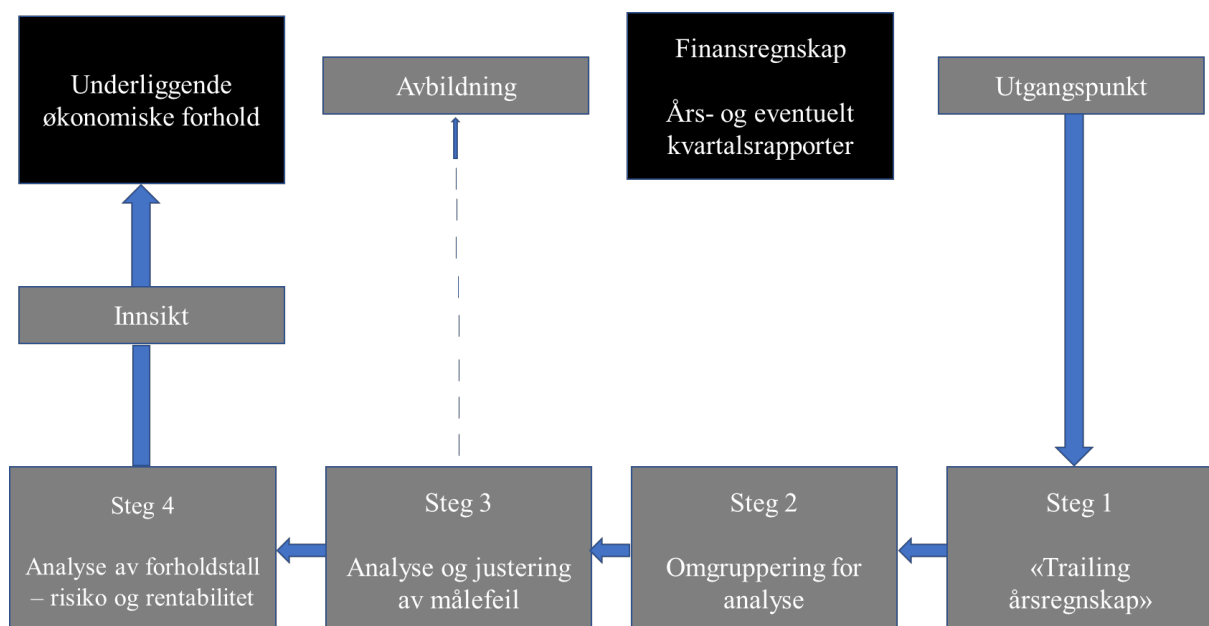 Underliggende
økonomiske forhold
Avbildning
Finansregnskap
Års- og eventuelt
kvartalsrapporter
Utgangspunkt
Innsikt
Steg 4
Analyse av forholdstall
– risiko og rentabilitet
Steg 3
Analyse og justering
av målefeil
Steg 2
Omgruppering for
analyse
Steg 1
«Trailing
årsregnskap»